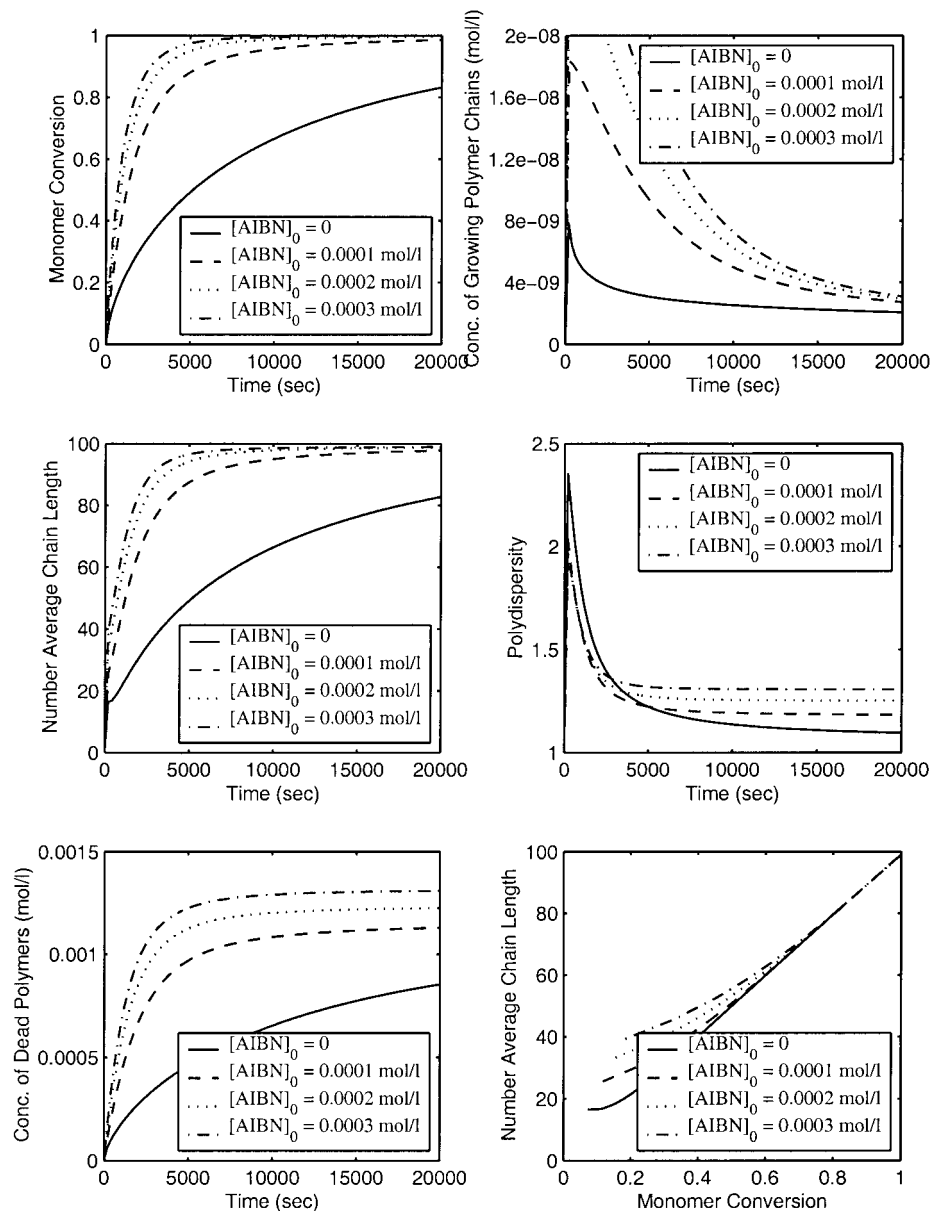 Monomer Conversion
1
0.8
0.6
0.4
0.2
0
[AIBN]0 = 0
[AIBN]0 = 0.0001 mol/l
[AIBN]0 = 0.0002 mol/l
[AIBN]0 = 0.0003 mol/l
0 5000 10000 15000 20000
Time (sec)
Conc. of Growing Polymer Chains (mol/l)
2e-08
1.6e-08
1.2e-08
8e-09
4e-09
0
[AIBN]0 = 0
[AIBN]0 = 0.0001 mol/l
[AIBN]0 = 0.0002 mol/l
[AIBN]0 = 0.0003 mol/l
0 5000 10000 15000 20000
Time (sec)
Number Average Chain Length
100
80
60
40
20
0
[AIBN]0 = 0
[AIBN]0 = 0.0001 mol/l
[AIBN]0 = 0.0002 mol/l
[AIBN]0 = 0.0003 mol/l
0 5000 10000 15000 20000
Time (sec)
Polydispersity
2.5
2
1.5
1
[AIBN]0 = 0
[AIBN]0 = 0.0001 mol/l
[AIBN]0 = 0.0002 mol/l
[AIBN]0 = 0.0003 mol/l
0 5000 10000 15000 20000
Time (sec)
Conc. of Dead Polymers (mol/l)
0.0015
0.001
0.0005
0
[AIBN]0 = 0
[AIBN]0 = 0.0001 mol/l
[AIBN]0 = 0.0002 mol/l
[AIBN]0 = 0.0003 mol/l
0 5000 10000 15000 20000
Time (sec)
Number Average Chain Length
100
80
60
40
20
0
[AIBN]0 = 0
[AIBN]0 = 0.0001 mol/l
[AIBN]0 = 0.0002 mol/l
[AIBN]0 = 0.0003 mol/l
0 0.2 0.4 0.6 0.8 1
Monomer Conversion